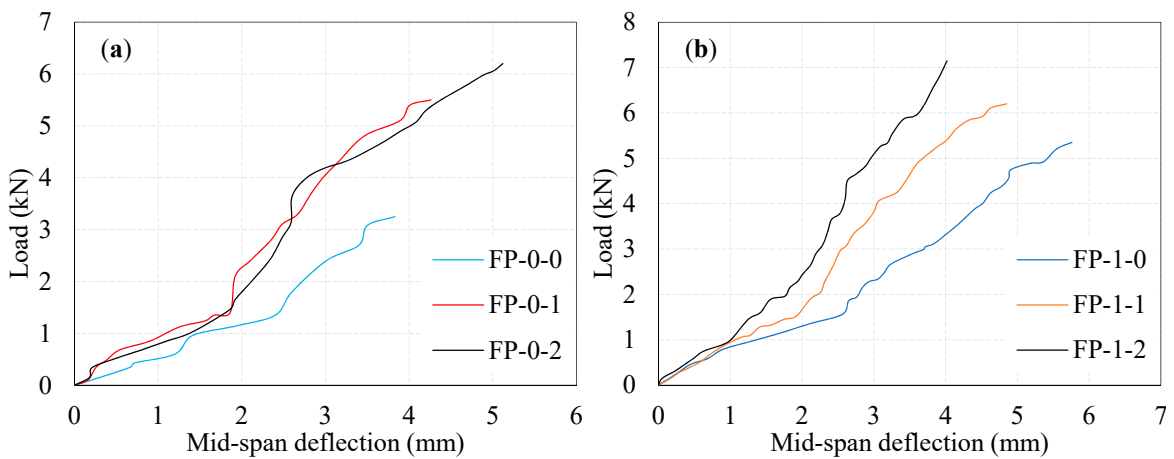 (a)
7
6
5
4
3
2
1
0
Load (kN)
FP-0-0
FP-0-1
FP-0-2
0 1 2 3 4 5 6
Mid-span deflection (mm)
(b)
8
7
6
5
4
3
2
1
0
Load (kN)
FP-1-0
FP-1-1
FP-1-2
0 1 2 3 4 5 6 7
Mid-span deflection (mm)